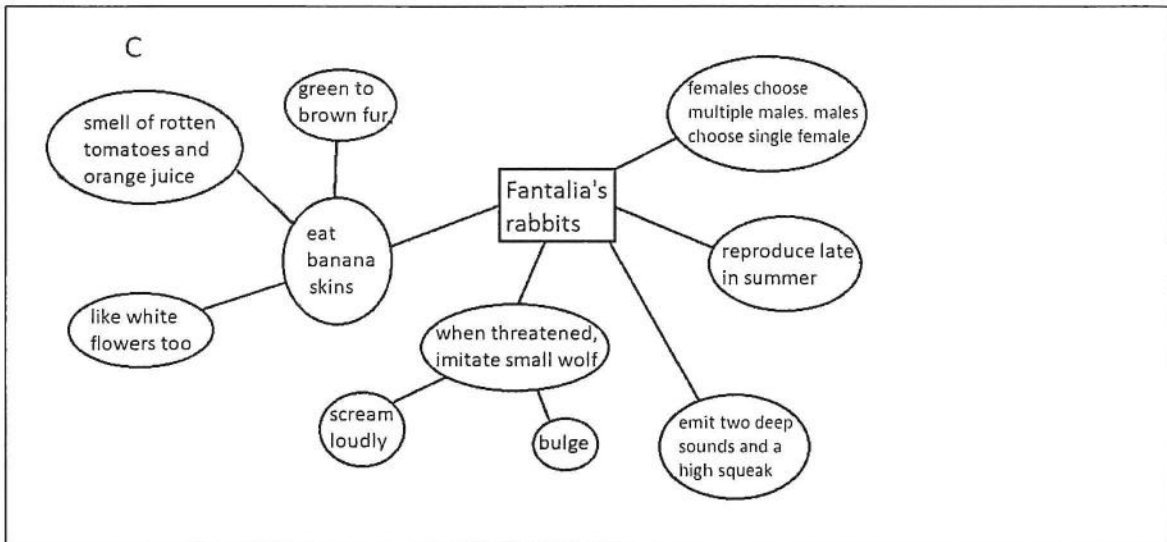 C
smell of rotten
tomatoes and
orange juice
green to
brown fur
eat
banana
skins
like white
flowers too
Fantalia's
rabbits
females choose
multiple males. males
choose single female
reproduce late
in summer
when threatened,
imitate small wolf
scream
loudly
bulge
emit two deep
sounds and a
high squeak